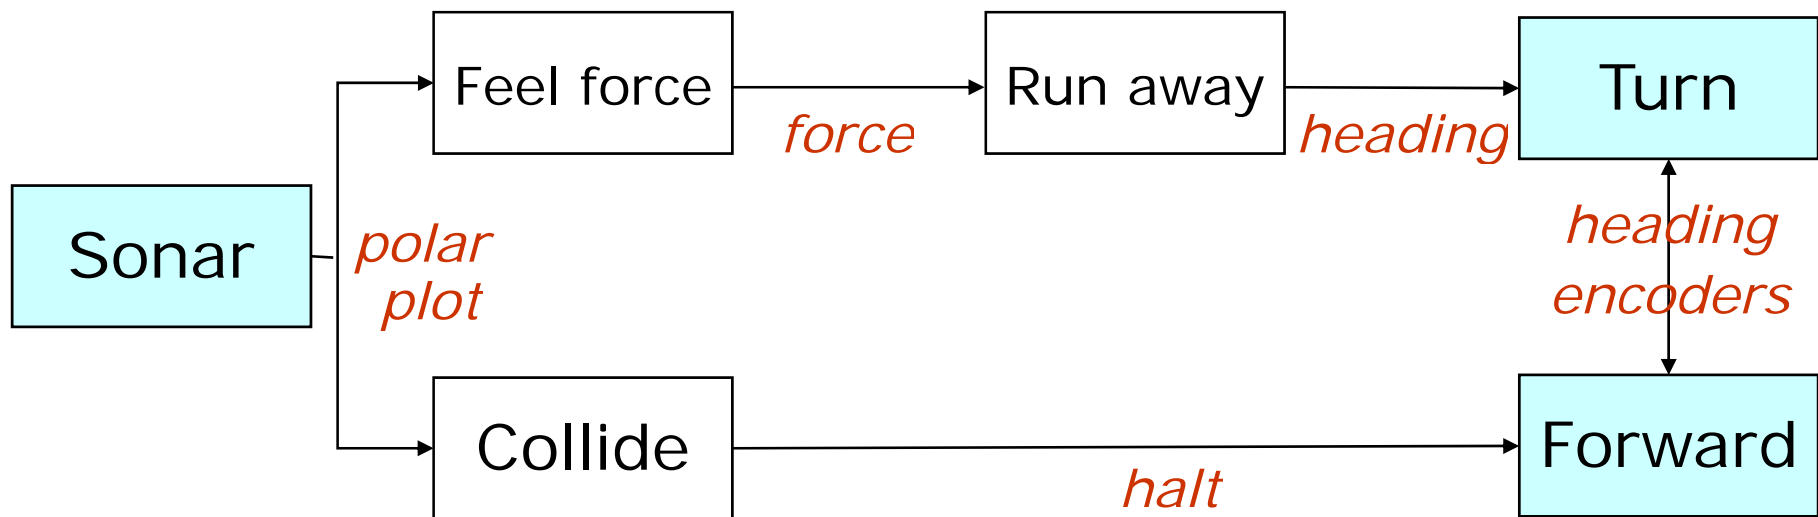 Feel force
Run away
Turn
force
heading
Sonar
polar
plot
heading
encoders
Collide
Forward
halt